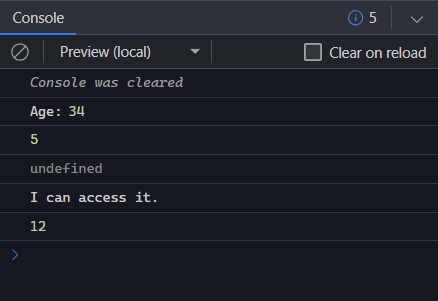 Console
5
Preview (local)
Clear on reload
Console was cleared
Age: 34
5
undefined
I can access it.
12